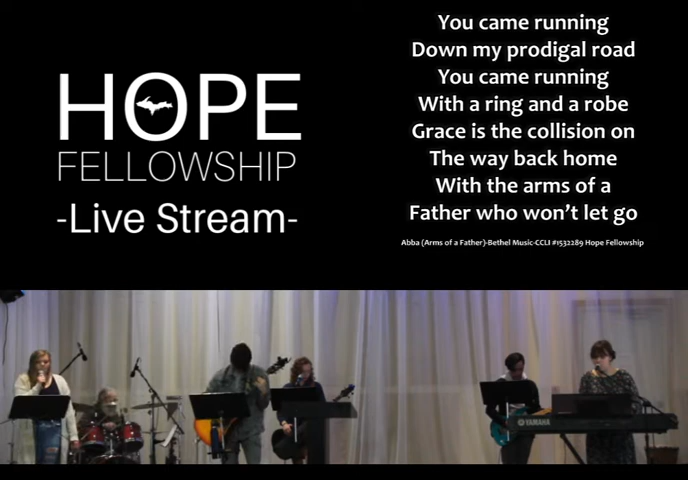 HOPE
FELLOWSHIP
-Live Stream-
You came running
Down my prodigal road
You came running
With a ring and a robe
Grace is the collision on
The way back home
With the arms of a
Father who won't let go
Abba (Arms of a Father)-Bethel Music-CCLI #1532289 Hope Fellowship
YAMAHA